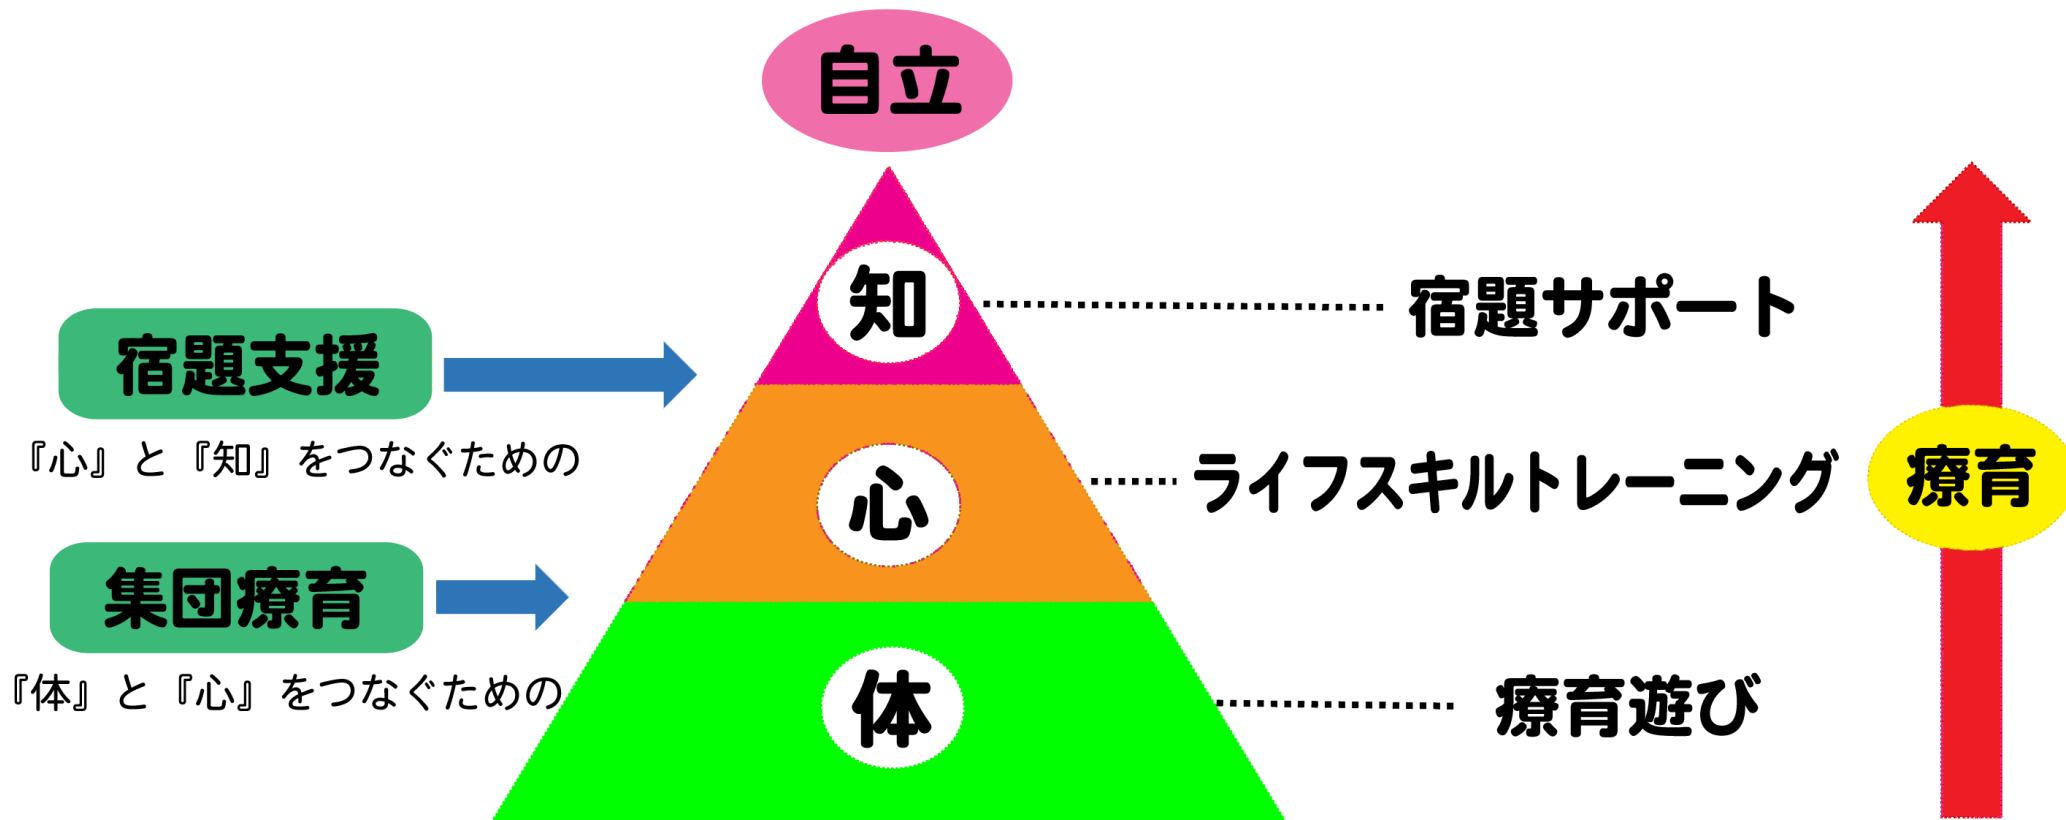 自立
知
宿題サポート
宿題支援
『心』と『知』をつなぐための
心
ライフスキルトレーニング
療育
集団療育
『体』と『心』をつなぐための
体
療育遊び